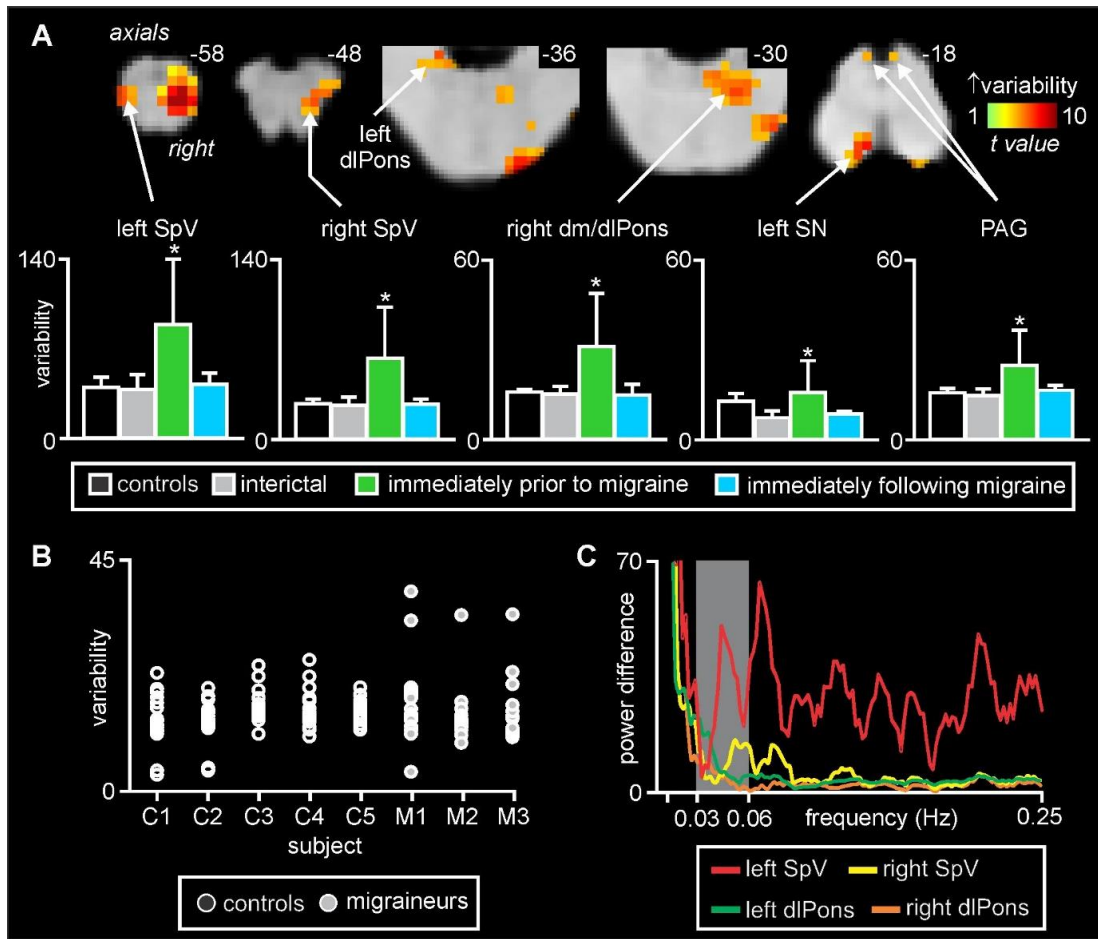 A
axials
-58
-48
-36
-30
-18
↑variability
1 10
t value
right
left
dlPons
left SpV
right SpV
right dm/dlPons
left SN
PAG
variability
140
0
140
0
60
0
60
0
60
0
*
*
*
*
*
controls interictal immediately prior to migraine immediately following migraine
B
45
variability
0
C1 C2 C3 C4 C5 M1 M2 M3
subject
controls migraineurs
C
70
power difference
0
0.03 0.06 frequency (Hz) 0.25
left SpV right SpV
left dlPons right dlPons